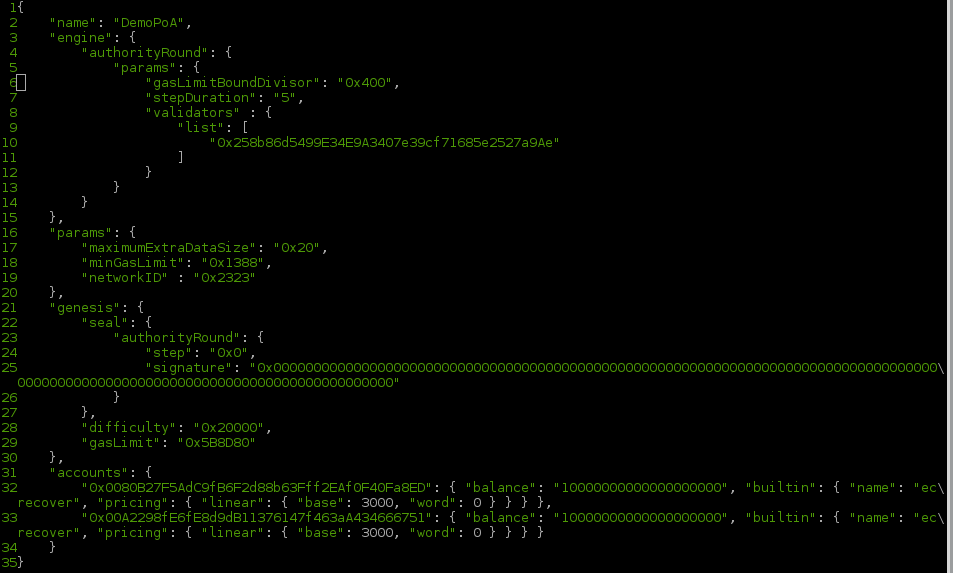 1{
2    "name": "DemoPoA",
3    "engine": {
4        "authorityRound": {
5            "params": {
6                "gasLimitBoundDivisor": "0x400",
7                "stepDuration": "5",
8                "validators" : {
9                    "list": [
10                        "0x258b86d5499E34E9A3407e39cf71685e2527a9Ae"
11                    ]
12                }
13            }
14        }
15    },
16    "params": {
17        "maximumExtraDataSize": "0x20",
18        "minGasLimit": "0x1388",
19        "networkID" : "0x2323"
20    },
21    "genesis": {
22        "seal": {
23            "authorityRound": {
24                "step": "0x0",
25                "signature": "0x00000000000000000000000000000000000000000000000000000000000000000000000000000000000\
00000000000000000000000000000000000000000000000"
26            }
27        },
28        "difficulty": "0x20000",
29        "gasLimit": "0x5B8D80"
30    },
31    "accounts": {
32        "0x0080B27F5AdC9fB6F2d88b63Fff2EAf0F40Fa8ED": { "balance": "10000000000000000000", "builtin": { "name": "ec\
recover", "pricing": { "linear": { "base": 3000, "word": 0 } } } },
33        "0x00A2298fE6fE8d9dB11376147f463aA434666751": { "balance": "10000000000000000000", "builtin": { "name": "ec\
recover", "pricing": { "linear": { "base": 3000, "word": 0 } } } }
34    }
35}